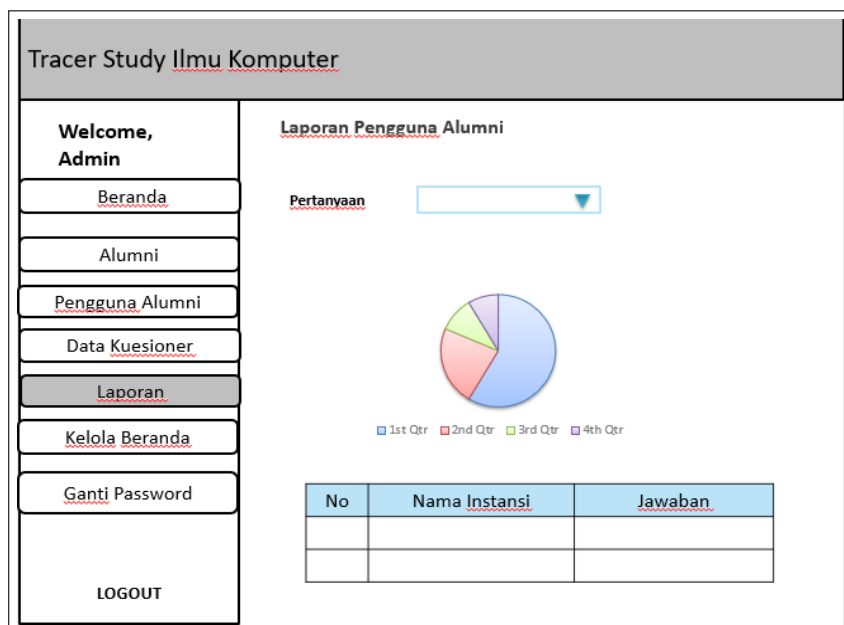 Tracer Study Ilmu Komputer
Welcome,
Admin
Beranda
Alumni
Pengguna Alumni
Data Kuesioner
Laporan
Kelola Beranda
Ganti Password
LOGOUT
Laporan Pengguna Alumni
Pertanyaan
1st Qtr 2nd Qtr 3rd Qtr 4th Qtr
No Nama Instansi Jawaban